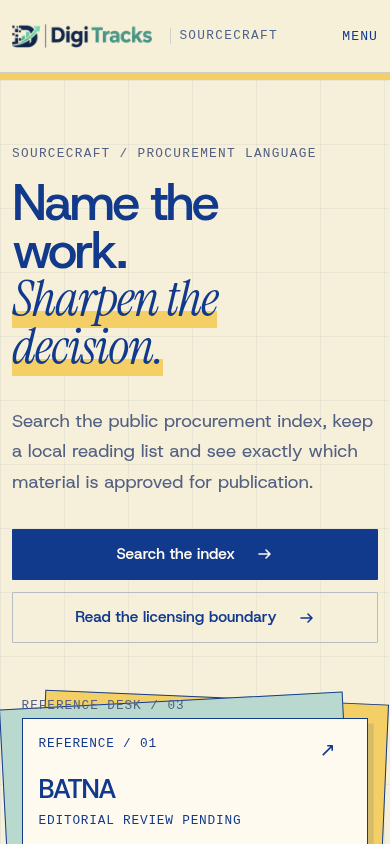 DigiTracks
SOURCECRAFT
MENU
SOURCECRAFT / PROCUREMENT LANGUAGE
Name the
work.
Sharpen the
decision.
Search the public procurement index, keep
a local reading list and see exactly which
material is approved for publication.
Search the index →
Read the licensing boundary →
REFERENCE DESK / 03
REFERENCE / 01
↗
BATNA
EDITORIAL REVIEW PENDING